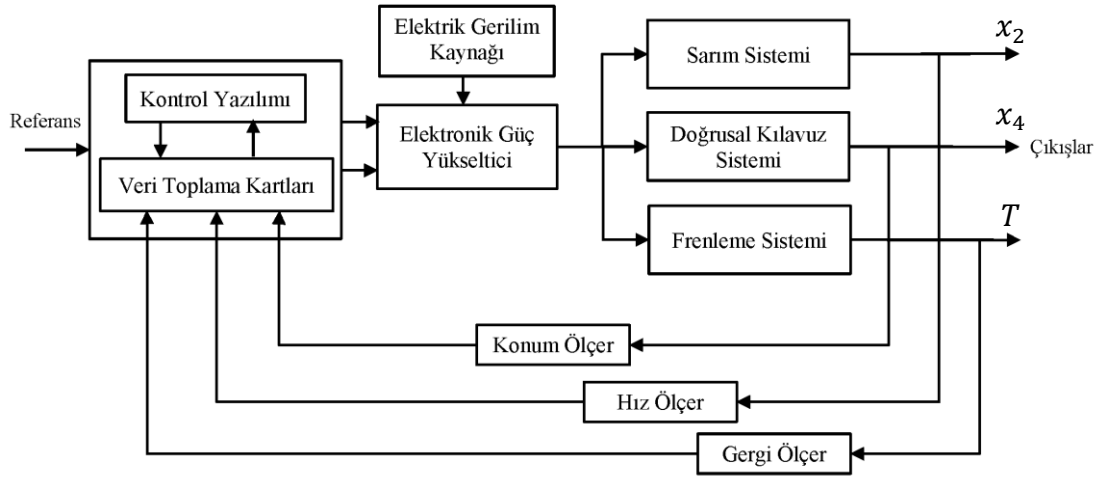 Elektrik Gerilim
Kaynağı
x₂
Sarım Sistemi
Kontrol Yazılımı
Referans
Elektronik Güç
Yükseltici
x₄
Doğrusal Kılavuz
Sistemi
Çıkışlar
Veri Toplama Kartları
T
Frenleme Sistemi
Konum Ölçer
Hız Ölçer
Gergi Ölçer